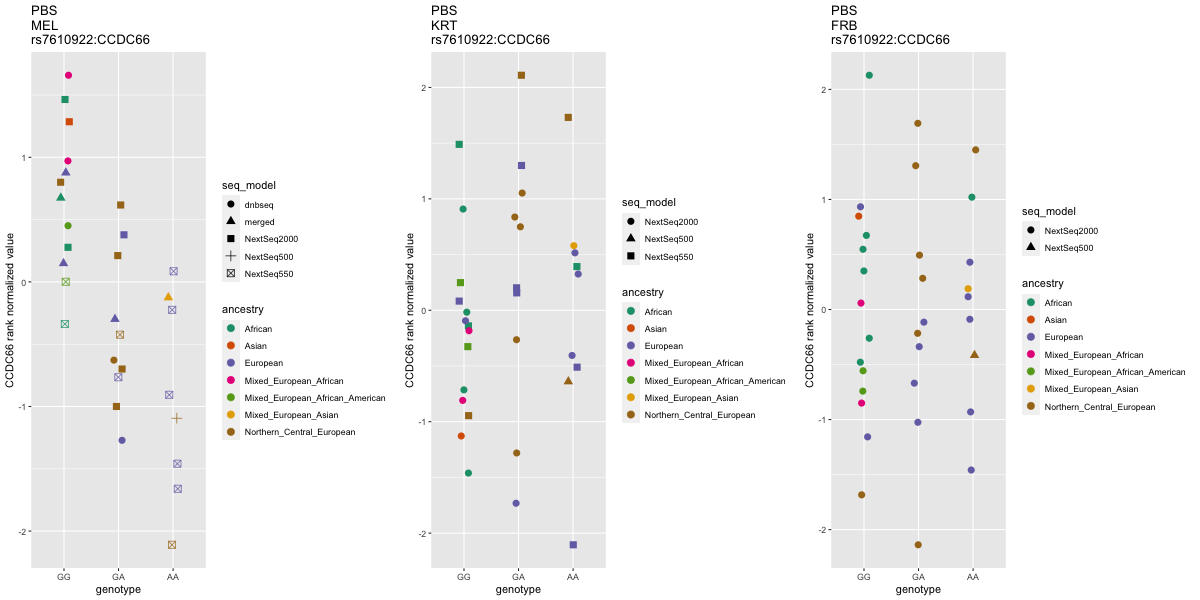 PBS
MEL
rs7610922:CCDC66
CCDC66 rank normalized value
1
0
-1
-2
GG
GA
AA
genotype
seq_model
dnbseq
merged
NextSeq2000
NextSeq500
NextSeq550
ancestry
African
Asian
European
Mixed_European_African
Mixed_European_African_American
Mixed_European_Asian
Northern_Central_European
PBS
KRT
rs7610922:CCDC66
CCDC66 rank normalized value
2
1
0
-1
-2
GG
GA
AA
genotype
seq_model
NextSeq2000
NextSeq500
NextSeq550
ancestry
African
Asian
European
Mixed_European_African
Mixed_European_African_American
Mixed_European_Asian
Northern_Central_European
PBS
FRB
rs7610922:CCDC66
CCDC66 rank normalized value
2
1
0
-1
-2
GG
GA
AA
genotype
seq_model
NextSeq2000
NextSeq500
ancestry
African
Asian
European
Mixed_European_African
Mixed_European_African_American
Mixed_European_Asian
Northern_Central_European